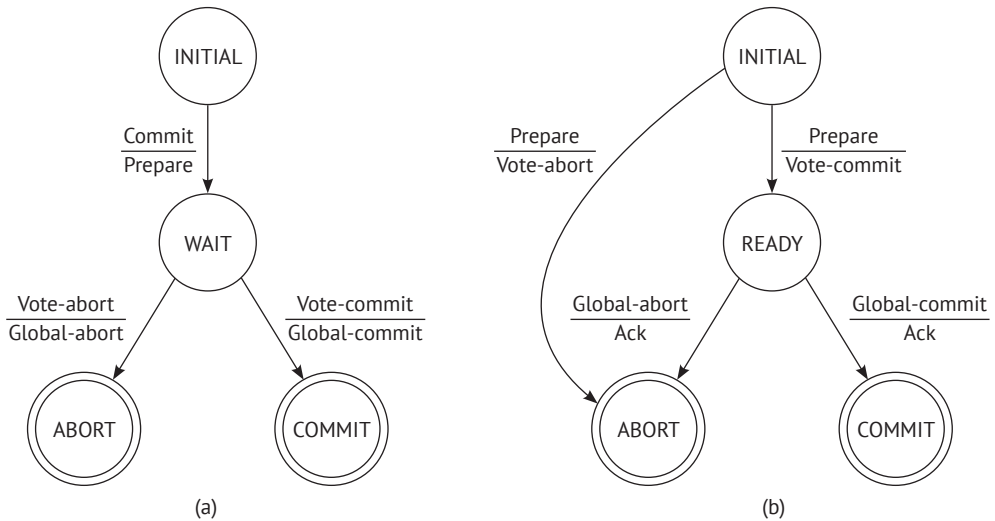 INITIAL
Commit
Prepare
WAIT
Vote-abort
Global-abort
Vote-commit
Global-commit
ABORT
COMMIT
(a)
INITIAL
Prepare
Vote-abort
Prepare
Vote-commit
READY
Global-abort
Ack
Global-commit
Ack
ABORT
COMMIT
(b)